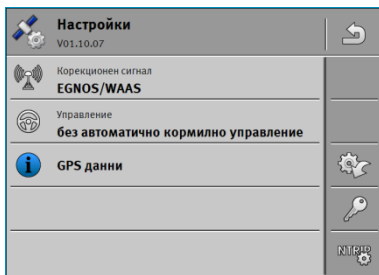 Настройки
V01.10.07
Корекционен сигнал
EGNOS/WAAS
Управление
без автоматично кормилно управление
GPS данни
NTRIP